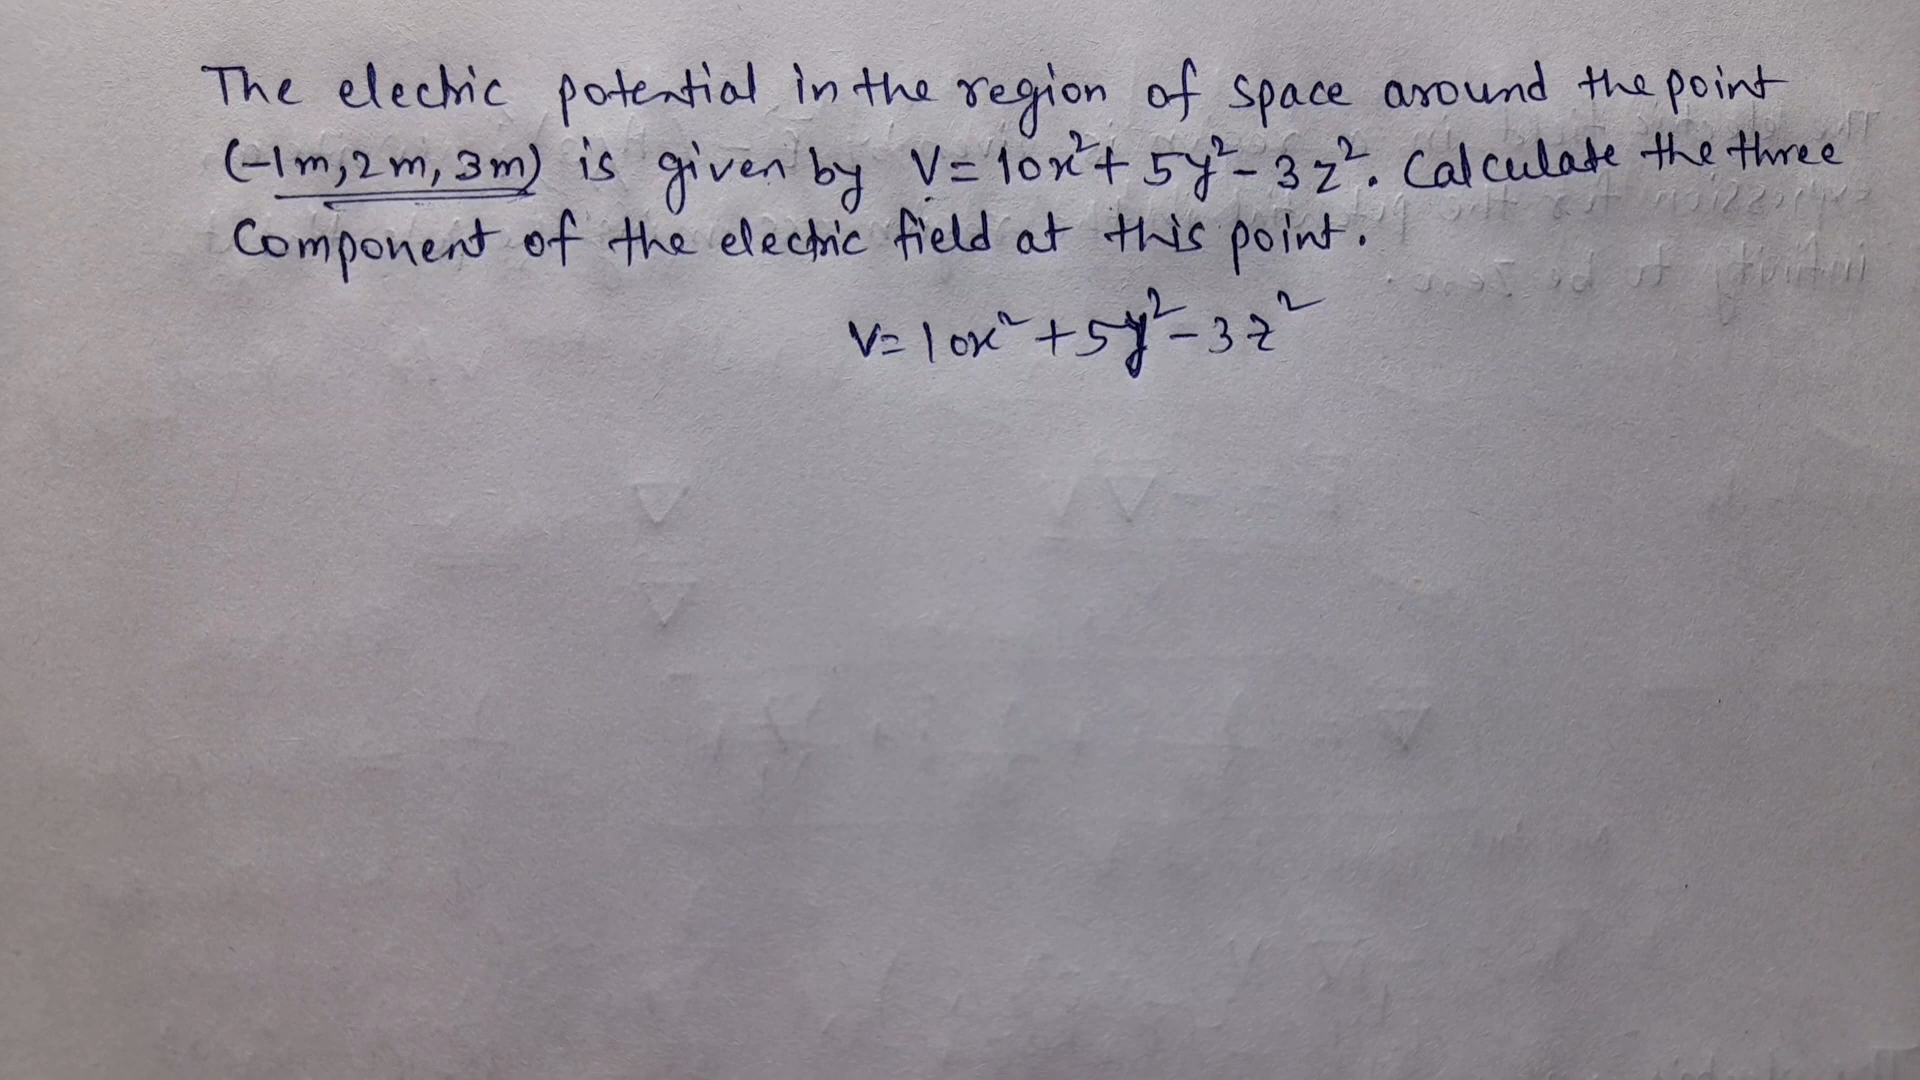 The electric potential in the region of space around the point
(-1m, 2m, 3m) is given by V = 10x² + 5y² - 3z². Calculate the three
Component of the electric field at this point.
V= 10x² + 5y² - 3z²